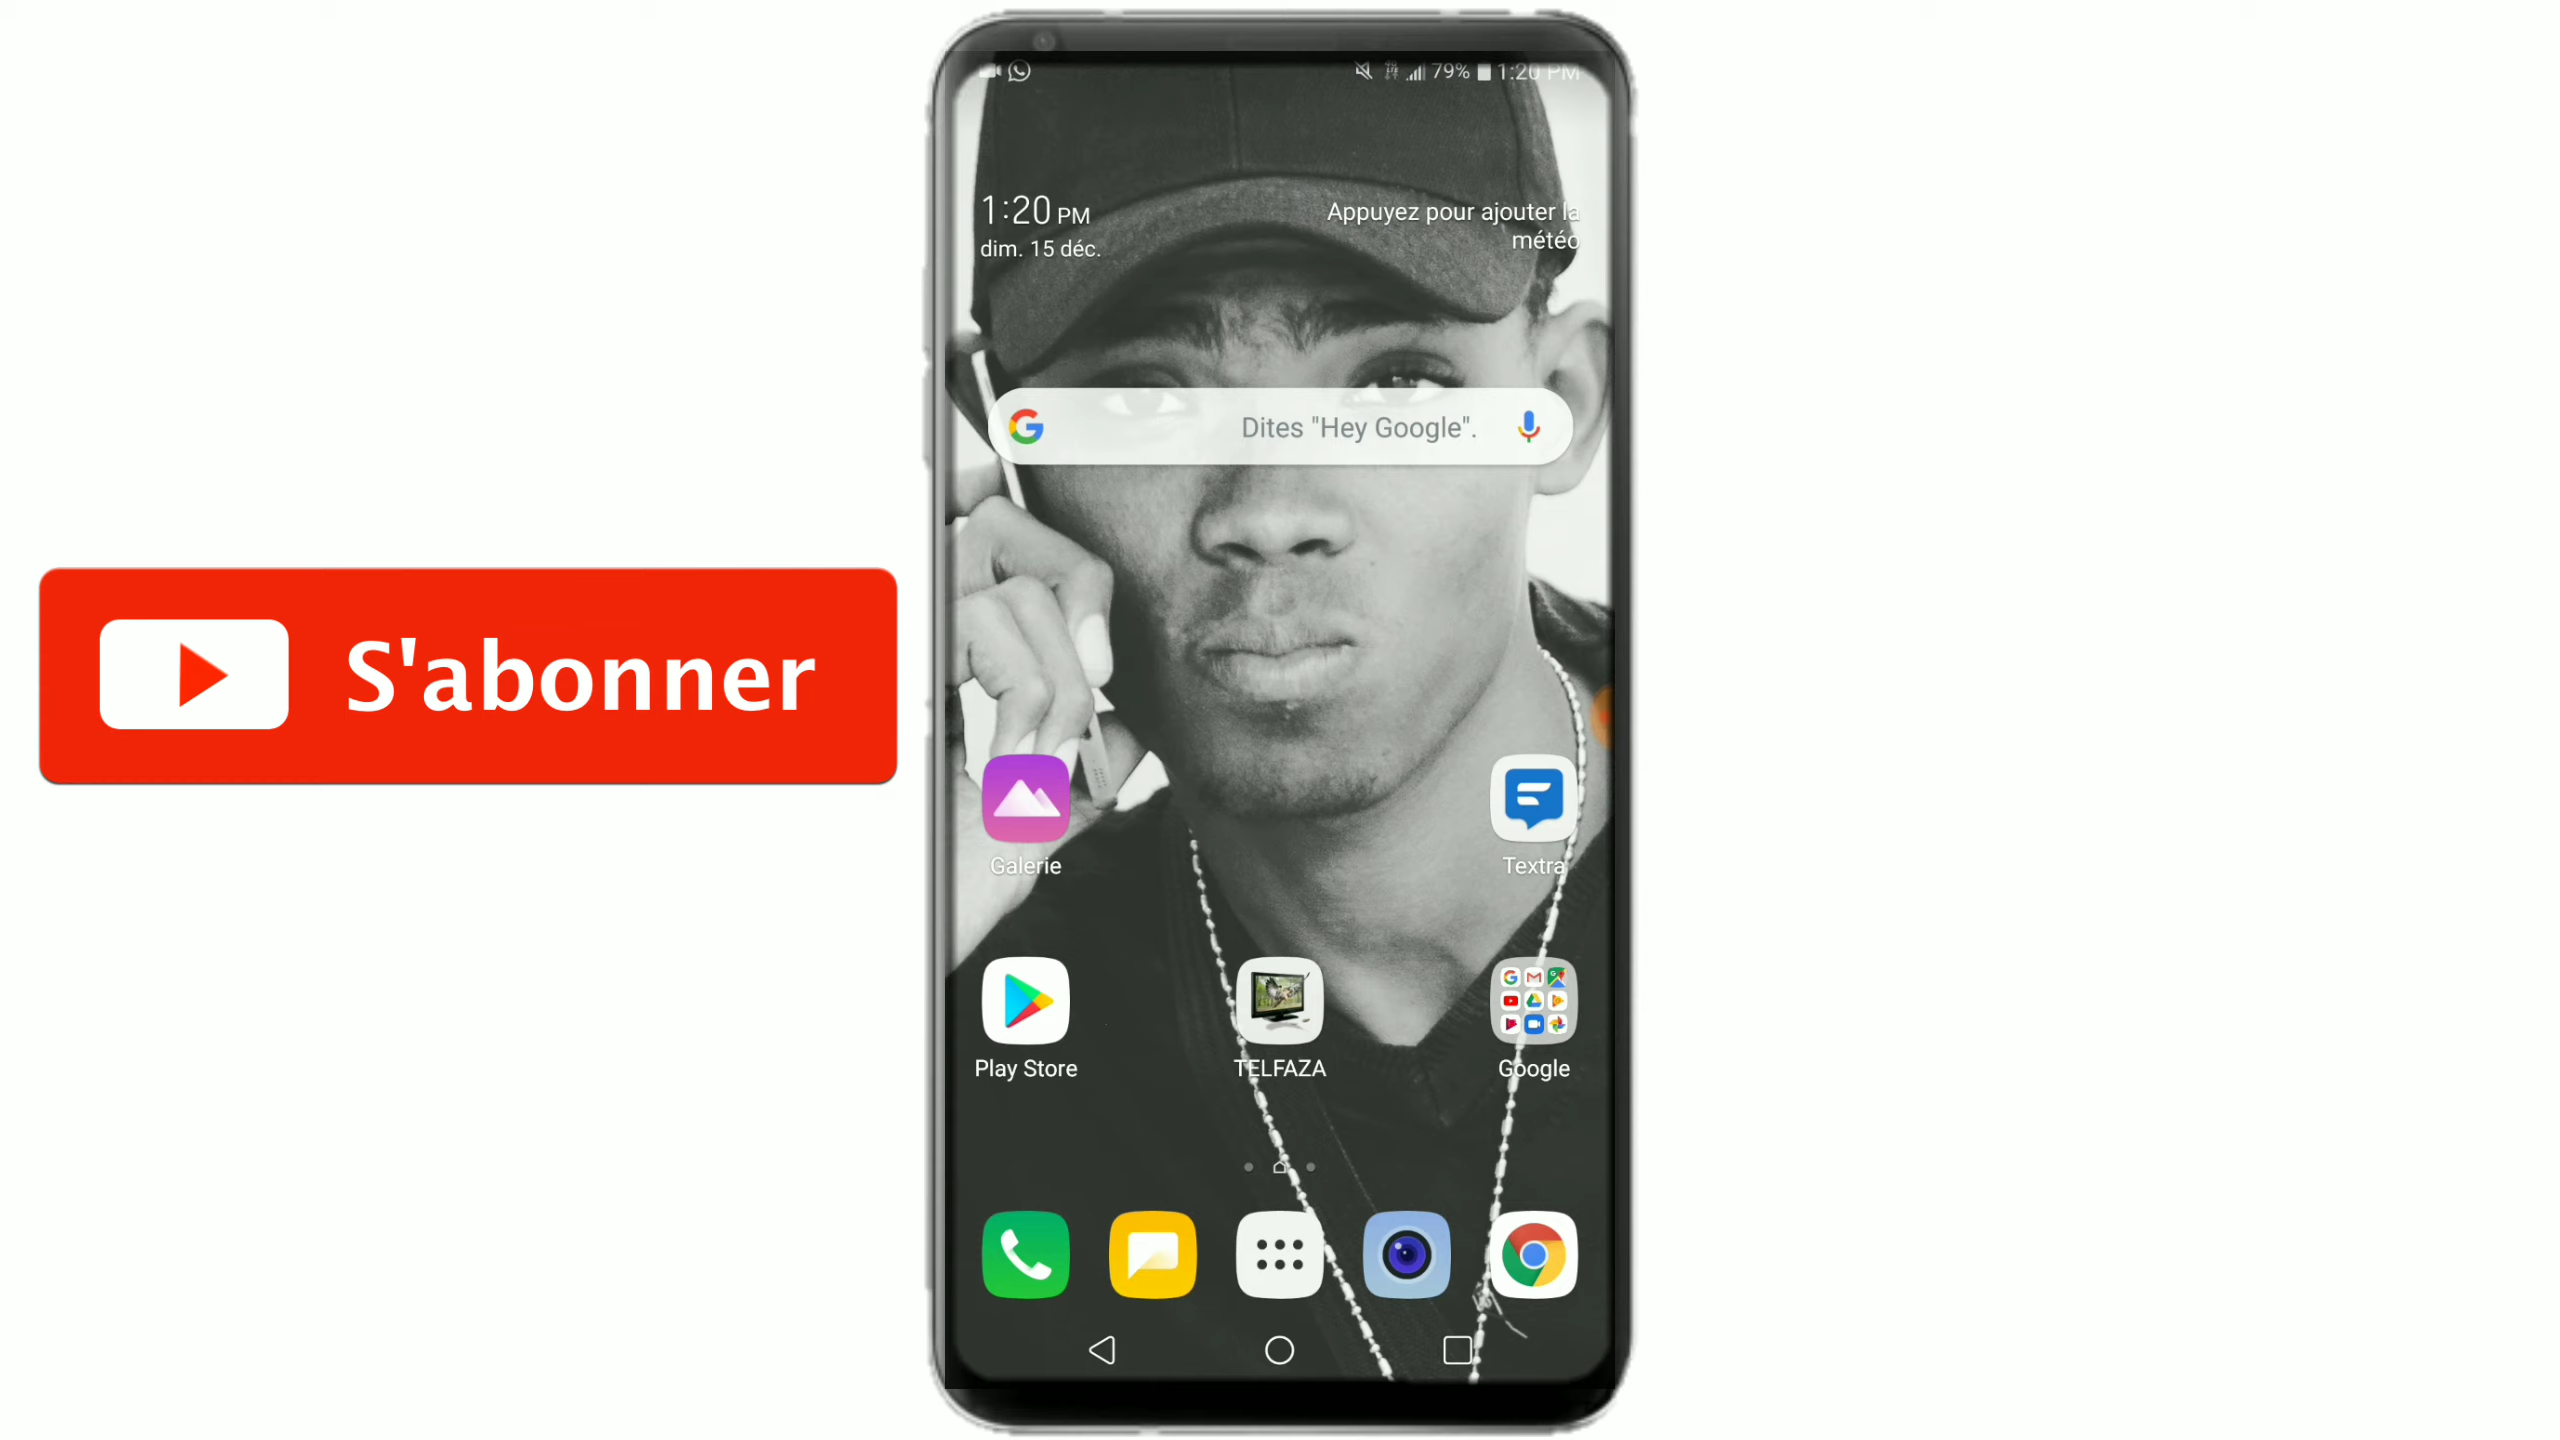 79% 1:20 PM
1:20 PM
dim. 15 déc.
Appuyez pour ajouter la
météo
Dites "Hey Google".
S'abonner
Galerie
Textra
Play Store
TELFAZA
Google